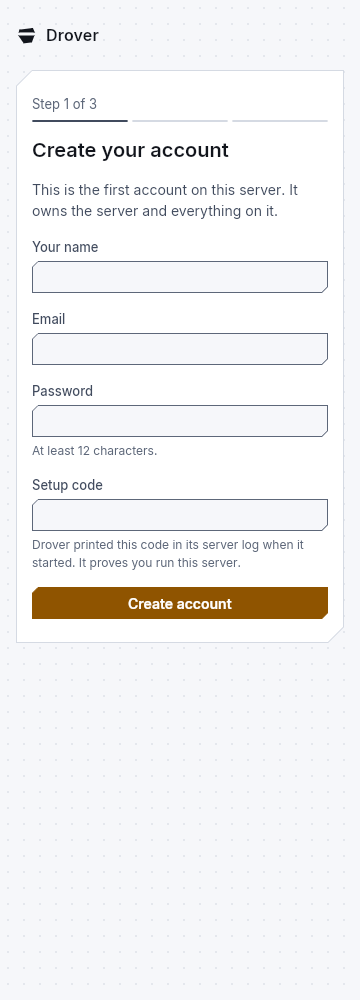 Drover
Step 1 of 3
Create your account
This is the first account on this server. It
owns the server and everything on it.
Your name
Email
Password
At least 12 characters.
Setup code
Drover printed this code in its server log when it
started. It proves you run this server.
Create account